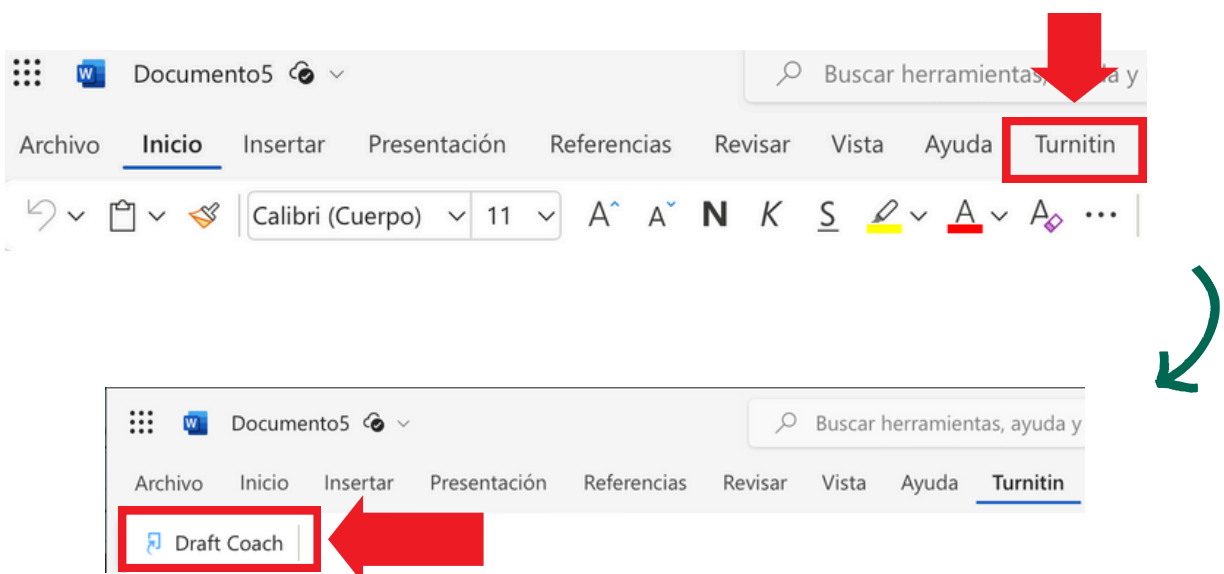 W Documento5 Buscar herramientas, a y
Archivo Inicio Insertar Presentación Referencias Revisar Vista Ayuda Turnitin
Calibri (Cuerpo) 11 A A N K S A A
W Documento5 Buscar herramientas, ayuda y
Archivo Inicio Insertar Presentación Referencias Revisar Vista Ayuda Turnitin
Draft Coach